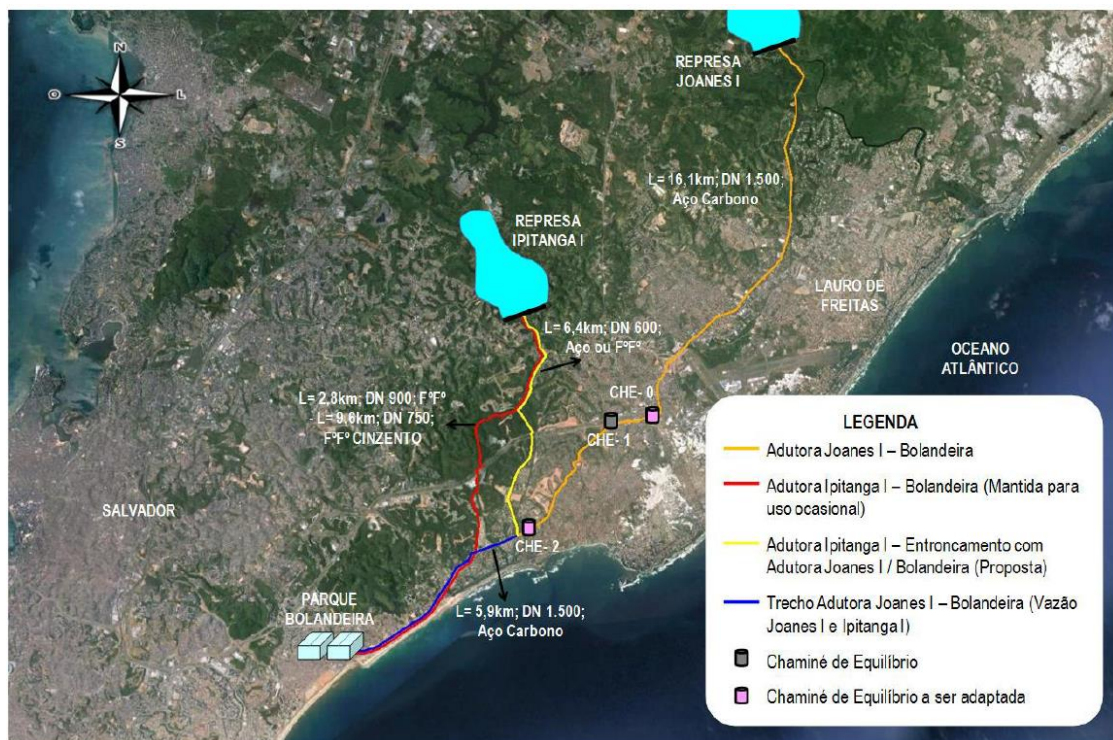 N
O
L
S
REPRESA
JOANES I
L= 16,1km; DN 1.500;
Aço Carbono
REPRESA
IPITANGA I
LAURO DE
FREITAS
L= 6,4km; DN 600;
Aço ou FºFº
OCEANO
ATLÂNTICO
L= 2,8km; DN 900; FºFº
- L= 9,6km; DN 750;
FºFº CINZENTO
CHE- 0
CHE- 1
SALVADOR
CHE- 2
PARQUE
BOLANDEIRA
L= 5,9km; DN 1.500;
Aço Carbono
LEGENDA
Adutora Joanes I – Bolandeira
Adutora Ipitanga I – Bolandeira (Mantida para
uso ocasional)
Adutora Ipitanga I – Entroncamento com
Adutora Joanes I / Bolandeira (Proposta)
Trecho Adutora Joanes I – Bolandeira (Vazão
Joanes I e Ipitanga I)
Chaminé de Equilíbrio
Chaminé de Equilíbrio a ser adaptada